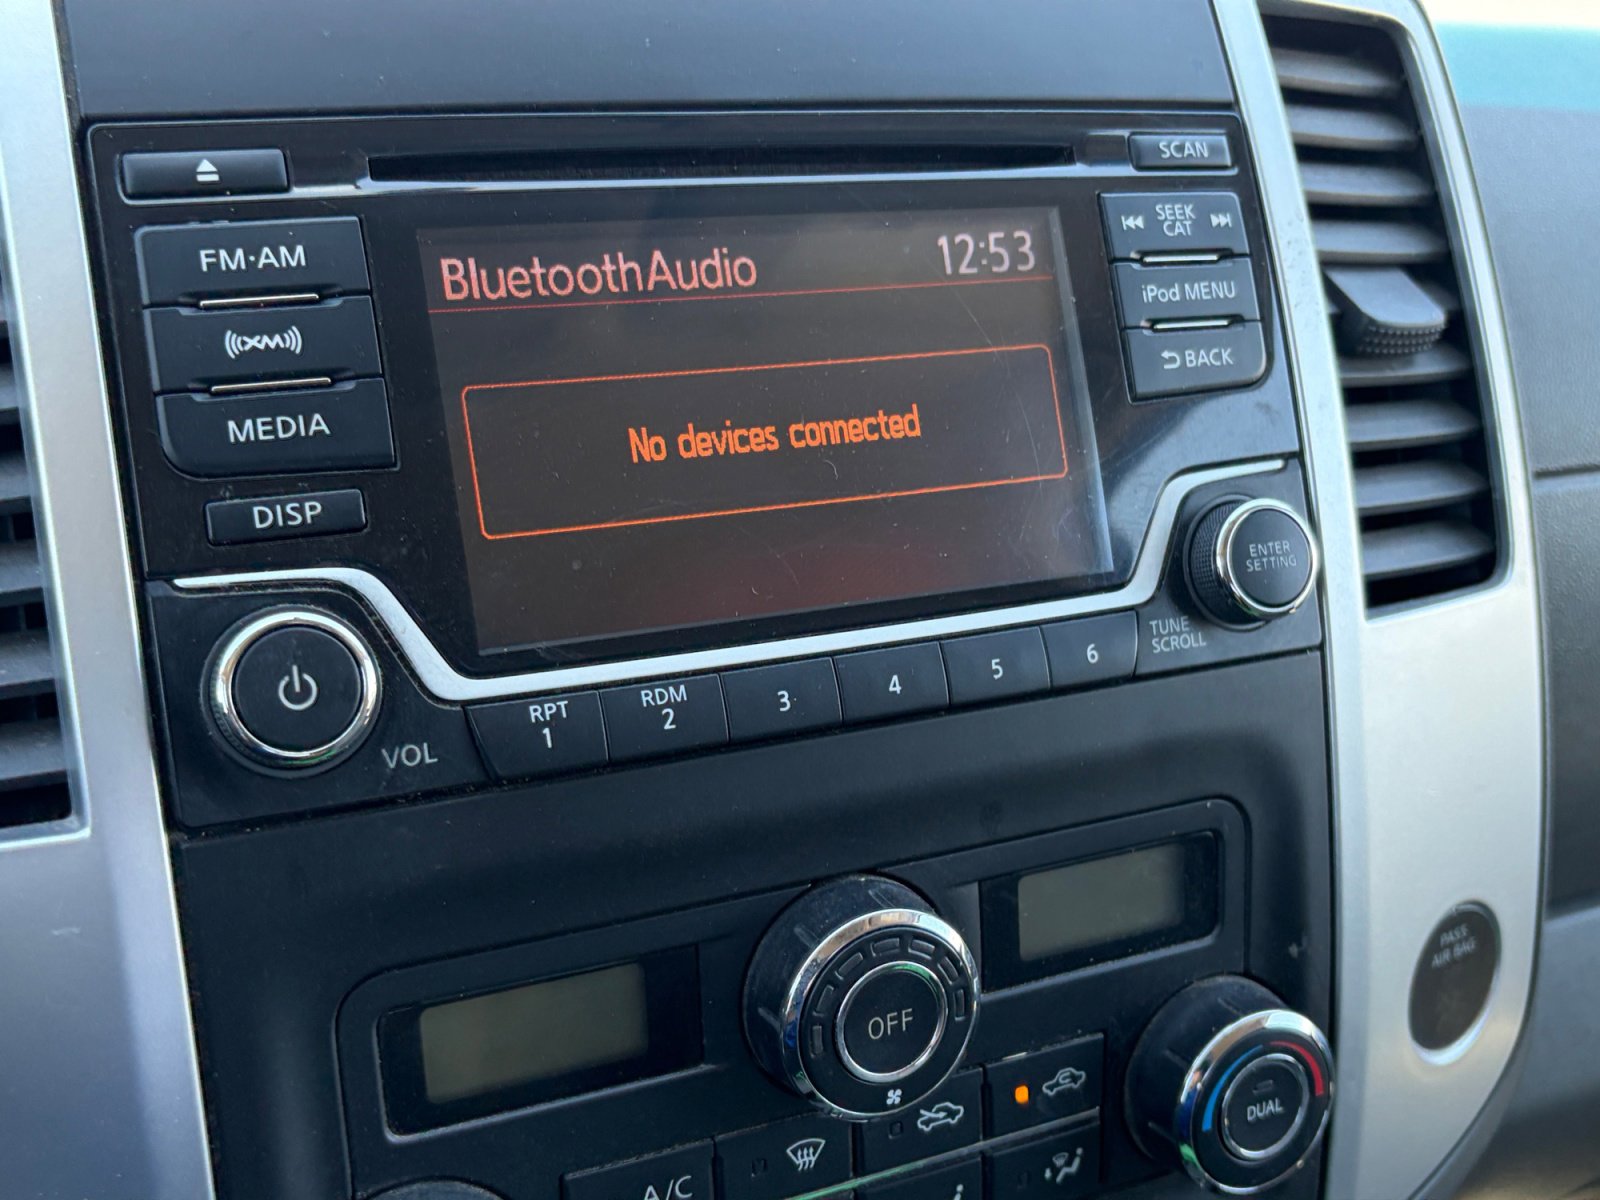 SCAN
FM·AM
XM
MEDIA
DISP
BluetoothAudio 12:53
No devices connected
SEEK
CAT
iPod MENU
BACK
ENTER
SETTING
TUNE
SCROLL
VOL
RPT
1
RDM
2
3
4
5
6
OFF
DUAL
A/C
PASS
AIR BAG